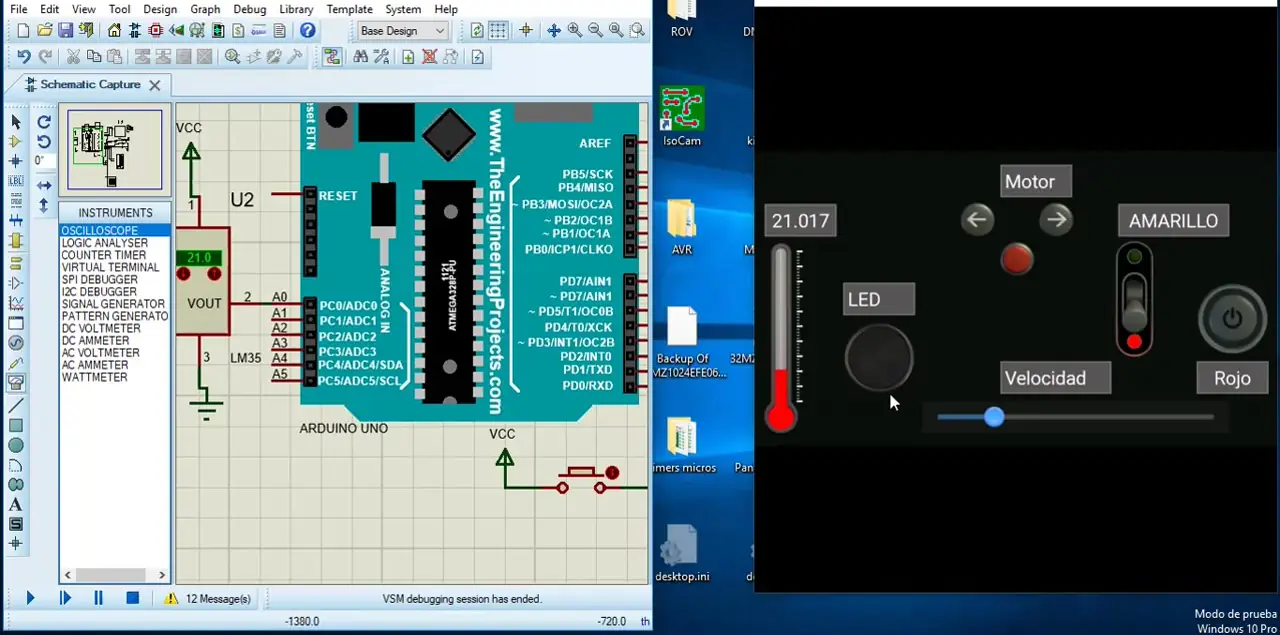 File Edit View Tool Design Graph Debug Library Template System Help
Base Design
Schematic Capture
0°
INSTRUMENTS
OSCILLOSCOPE
LOGIC ANALYSER
COUNTER TIMER
VIRTUAL TERMINAL
SPI DEBUGGER
I2C DEBUGGER
SIGNAL GENERATOR
PATTERN GENERATO
DC VOLTMETER
DC AMMETER
AC VOLTMETER
AC AMMETER
WATTMETER
VCC
1
U2
21.0
VOUT
2
3
LM35
A0
A1
A2
A3
A4
A5
set BTN
RESET
PC0/ADC0
PC1/ADC1
PC2/ADC2
PC3/ADC3
PC4/ADC4/SDA
PC5/ADC5/SCL
ANALOG IN
1121
ATMEGA328P-PU
www.TheEngineeringProjects.com
AREF
PB5/SCK
PB4/MISO
~ PB3/MOSI/OC2A
~ PB2/OC1B
~ PB1/OC1A
PB0/ICP1/CLKO
PD7/AIN1
~ PD7/AIN1
~ PD5/T1/OC0B
PD4/T0/XCK
~ PD3/INT1/OC2B
PD2/INT0
PD1/TXD
PD0/RXD
ARDUINO UNO
VCC
12 Message(s)
VSM debugging session has ended.
-1380.0
-720.0
th
ROV
IsoCam
AVR
Backup Of
MZ1024EFE06...
32M
imers micros
Pan
desktop.ini
21.017
Motor
AMARILLO
LED
Velocidad
Rojo
Modo de prueba
Windows 10 Pro